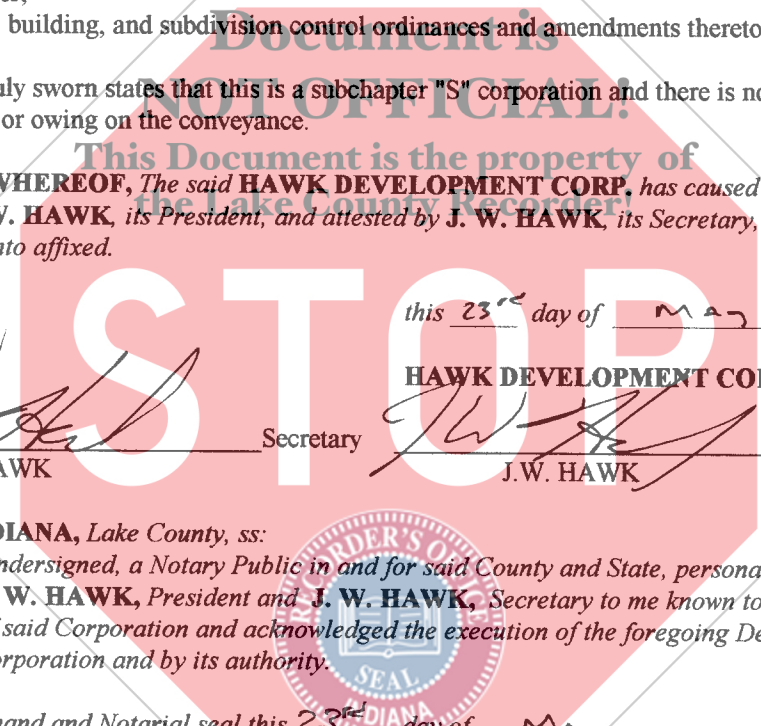 building, and subdivision control ordinances and amendments thereto
Document is
uly sworn states that this is a subchapter "S" corporation and there is no
NOT OFFICIAL!
or owing on the conveyance.
This Document is the property of
WHEREOF, The said HAWK DEVELOPMENT CORP. has caused
the Lake County Recorder!
W. HAWK, its President, and attested by J. W. HAWK, its Secretary,
nto affixed.
STOP
this 23rd day of May
HAWK DEVELOPMENT COR
Secretary
AWK
J.W. HAWK
DIANA, Lake County, ss:
ndersigned, a Notary Public in and for said County and State, persona
W. HAWK, President and J. W. HAWK, Secretary to me known to
said Corporation and acknowledged the execution of the foregoing De
orporation and by its authority.
RECORDER'S OFFICE
SEAL
INDIANA
hand and Notarial seal this 23rd day of